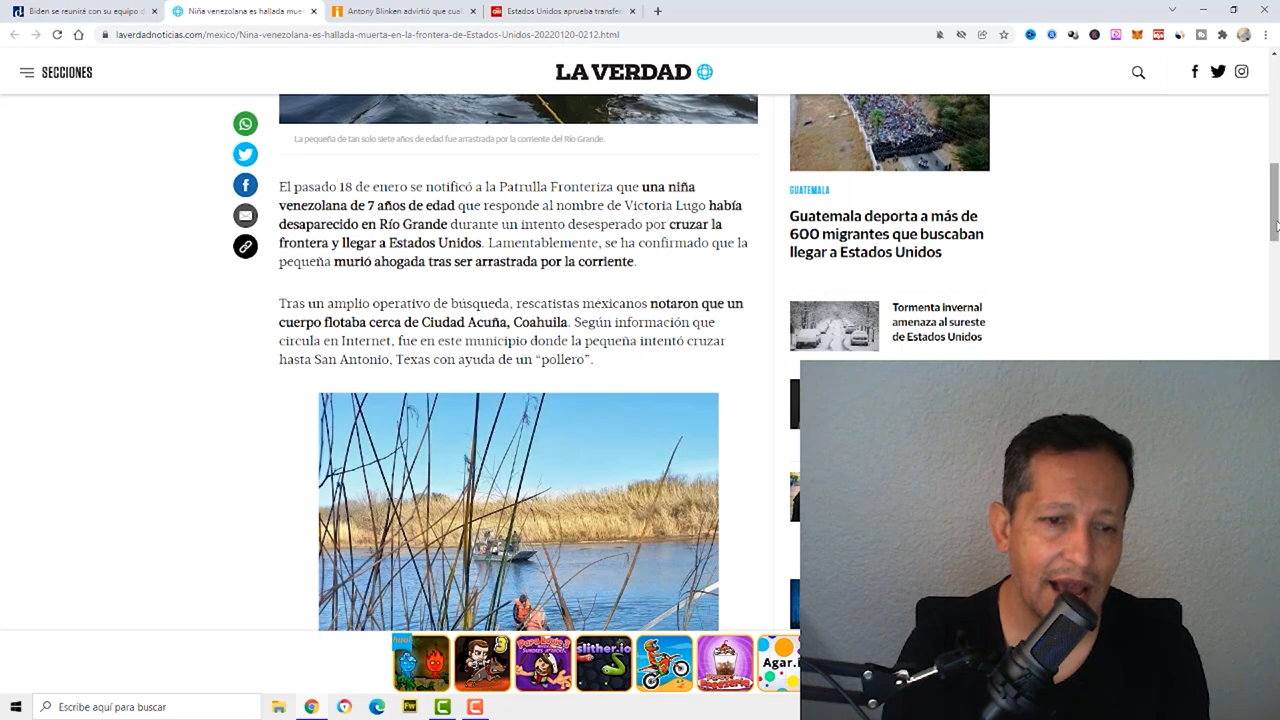 Biden se reunirá con su equipo d
Niña venezolana es hallada mue
Antony Blinken advirtió que cual
Estados Unidos aprueba transfer
laverdadnoticias.com/mexico/Nina-venezolana-es-hallada-muerta-en-la-frontera-de-Estados-Unidos-20220120-0212.html
SECCIONES
LA VERDAD
La pequeña de tan solo siete años de edad fue arrastrada por la corriente del Río Grande.
El pasado 18 de enero se notificó a la Patrulla Fronteriza que una niña
venezolana de 7 años de edad que responde al nombre de Victoria Lugo había
desaparecido en Río Grande durante un intento desesperado por cruzar la
frontera y llegar a Estados Unidos. Lamentablemente, se ha confirmado que la
pequeña murió ahogada tras ser arrastrada por la corriente.
Tras un amplio operativo de búsqueda, rescatistas mexicanos notaron que un
cuerpo flotaba cerca de Ciudad Acuña, Coahuila. Según información que
circula en Internet, fue en este municipio donde la pequeña intentó cruzar
hasta San Antonio, Texas con ayuda de un “pollero”.
GUATEMALA
Guatemala deporta a más de
600 migrantes que buscaban
llegar a Estados Unidos
Tormenta invernal
amenaza al sureste
de Estados Unidos
slither.io
Agar.i
Escribe aquí para buscar
Fw